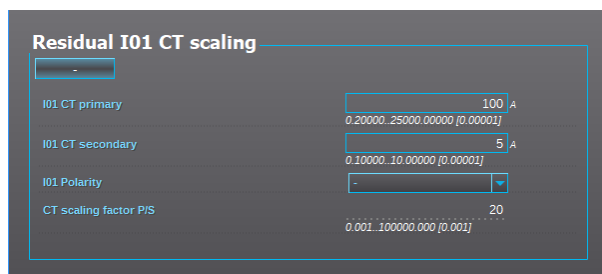 Residual I01 CT scaling
-
I01 CT primary 100 A
0.20000..25000.00000 [0.00001]
I01 CT secondary 5 A
0.10000..10.00000 [0.00001]
I01 Polarity -
CT scaling factor P/S 20
0.001..100000.000 [0.001]